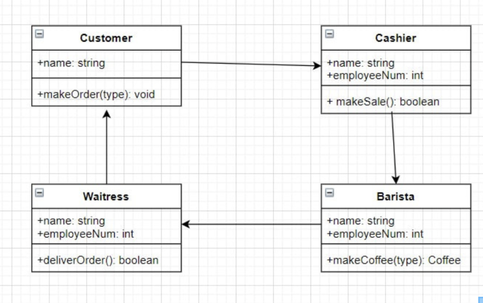 Customer
+name: string
+makeOrder(type): void
Cashier
+name: string
+employeeNum: int
+ makeSale(): boolean
Waitress
+name: string
+employeeNum: int
+deliverOrder(): boolean
Barista
+name: string
+employeeNum: int
+makeCoffee(type): Coffee